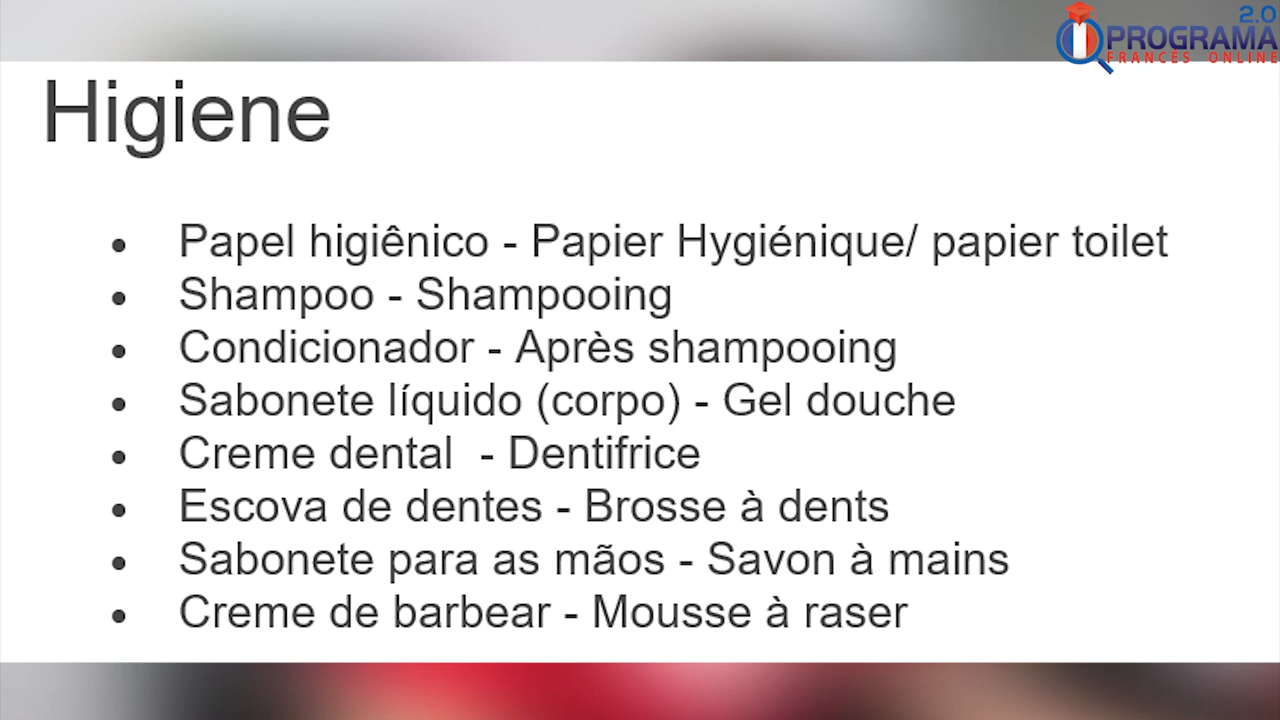 2.0
PROGRAMA
FRANCES ONLINE
Higiene
• Papel higiênico - Papier Hygiénique/ papier toilet
• Shampoo - Shampooing
• Condicionador - Après shampooing
• Sabonete líquido (corpo) - Gel douche
• Creme dental - Dentifrice
• Escova de dentes - Brosse à dents
• Sabonete para as mãos - Savon à mains
• Creme de barbear - Mousse à raser